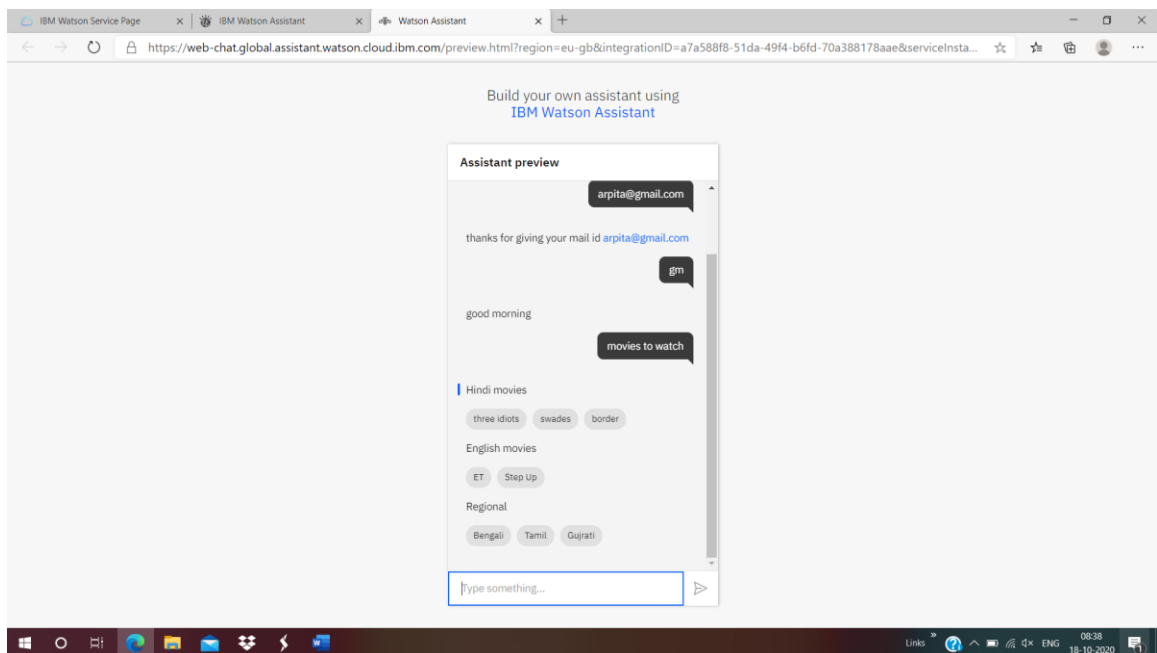 IBM Watson Service Page
IBM Watson Assistant
Watson Assistant
https://web-chat.global.assistant.watson.cloud.ibm.com/preview.html?region=eu-gb&integrationID=a7a588f8-51da-49f4-b6fd-70a388178aae&serviceInsta...
Build your own assistant using
IBM Watson Assistant
Assistant preview
arpita@gmail.com
thanks for giving your mail id arpita@gmail.com
gm
good morning
movies to watch
Hindi movies
three idiots swades border
English movies
ET Step Up
Regional
Bengali Tamil Gujrati
Type something...
Links ENG 08:38
18-10-2020